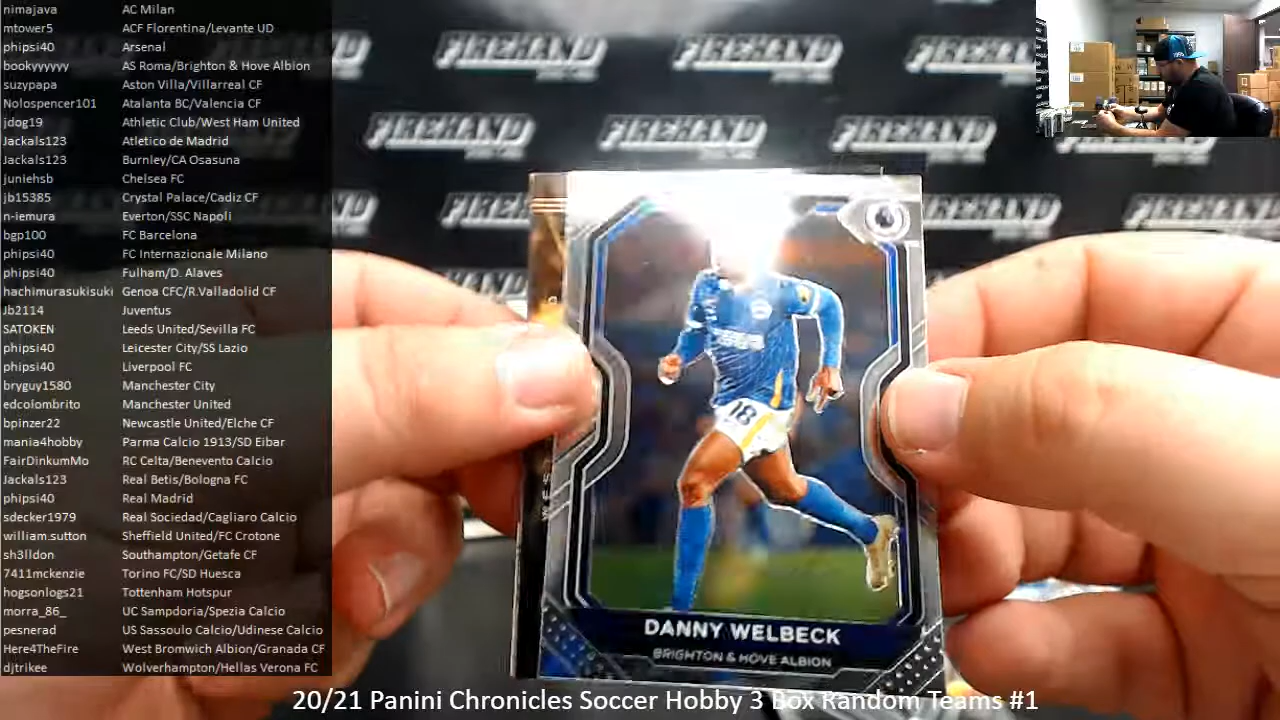 nimajava AC Milan
mtower5 ACF Florentina/Levante UD
phipsi40 Arsenal
bookyyyyyy AS Roma/Brighton & Hove Albion
suzypapa Aston Villa/Villarreal CF
Nolospencer101 Atalanta BC/Valencia CF
jdog19 Athletic Club/West Ham United
Jackals123 Atletico de Madrid
Jackals123 Burnley/CA Osasuna
juniehsb Chelsea FC
jb15385 Crystal Palace/Cadiz CF
n-iemura Everton/SSC Napoli
bgp100 FC Barcelona
phipsi40 FC Internazionale Milano
phipsi40 Fulham/D. Alaves
hachimurasukisuki Genoa CFC/R.Valladolid CF
Jb2114 Juventus
SATOKEN Leeds United/Sevilla FC
phipsi40 Leicester City/SS Lazio
phipsi40 Liverpool FC
bryguy1580 Manchester City
edcolombrito Manchester United
bpinzer22 Newcastle United/Elche CF
mania4hobby Parma Calcio 1913/SD Eibar
FairDinkumMo RC Celta/Benevento Calcio
Jackals123 Real Betis/Bologna FC
phipsi40 Real Madrid
sdecker1979 Real Sociedad/Cagliaro Calcio
william.sutton Sheffield United/FC Crotone
sh3lldon Southampton/Getafe CF
7411mckenzie Torino FC/SD Huesca
hogsonlogs21 Tottenham Hotspur
morra_86_ UC Sampdoria/Spezia Calcio
pesnerad US Sassoulo Calcio/Udinese Calcio
Here4TheFire West Bromwich Albion/Granada CF
djtrikee Wolverhampton/Hellas Verona FC
FIREHAND FIREHAND FIREHAND
FIREHAND FIREHAND FIREHAND
FIREHAND FIREHAND FIREHAND
18
DANNY WELBECK
BRIGHTON & HOVE ALBION
20/21 Panini Chronicles Soccer Hobby 3 Box Random Teams #1